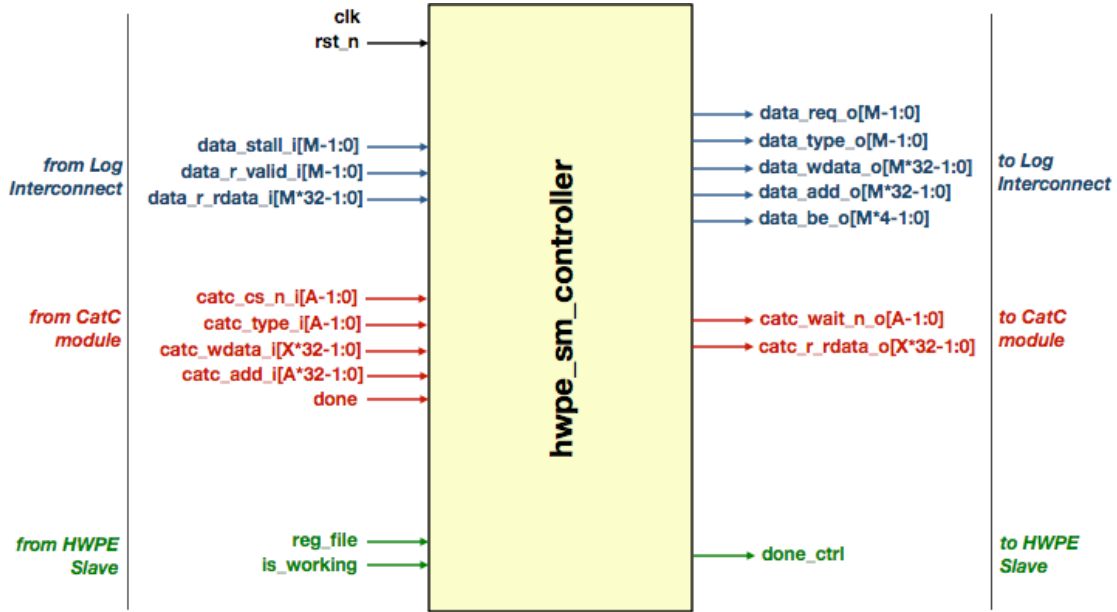 clk
rst_n
from Log
Interconnect
data_stall_i[M-1:0]
data_r_valid_i[M-1:0]
data_r_rdata_i[M*32-1:0]
from CatC
module
catc_cs_n_i[A-1:0]
catc_type_i[A-1:0]
catc_wdata_i[X*32-1:0]
catc_add_i[A*32-1:0]
done
from HWPE
Slave
reg_file
is_working
hwpe_sm_controller
data_req_o[M-1:0]
data_type_o[M-1:0]
data_wdata_o[M*32-1:0]
data_add_o[M*32-1:0]
data_be_o[M*4-1:0]
to Log
Interconnect
catc_wait_n_o[A-1:0]
catc_r_rdata_o[X*32-1:0]
to CatC
module
done_ctrl
to HWPE
Slave